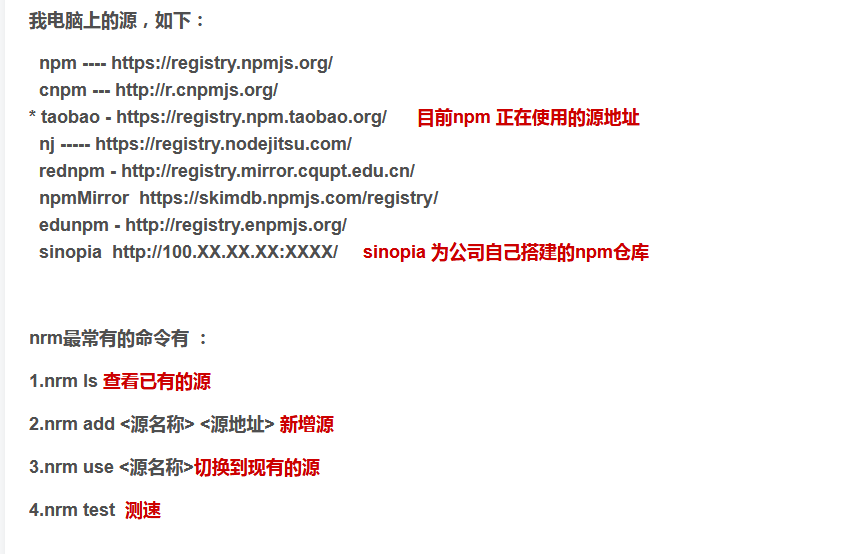 我电脑上的源，如下：
npm ---- https://registry.npmjs.org/
cnpm --- http://r.cnpmjs.org/
* taobao - https://registry.npm.taobao.org/ 目前npm 正在使用的源地址
nj ----- https://registry.nodejitsu.com/
rednpm - http://registry.mirror.cqupt.edu.cn/
npmMirror https://skimdb.npmjs.com/registry/
edunpm - http://registry.enpmjs.org/
sinopia http://100.XX.XX.XX:XXXX/ sinopia 为公司自己搭建的npm仓库
nrm最常有的命令有 ：
1.nrm ls 查看已有的源
2.nrm add <源名称> <源地址> 新增源
3.nrm use <源名称>切换到现有的源
4.nrm test 测速